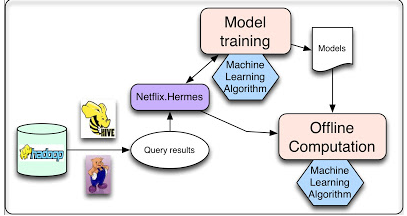 Model
training
Machine
Learning
Algorithm
Models
Netflix.Hermes
HIVE
hadoop
Query results
Offline
Computation
Machine
Learning
Algorithm